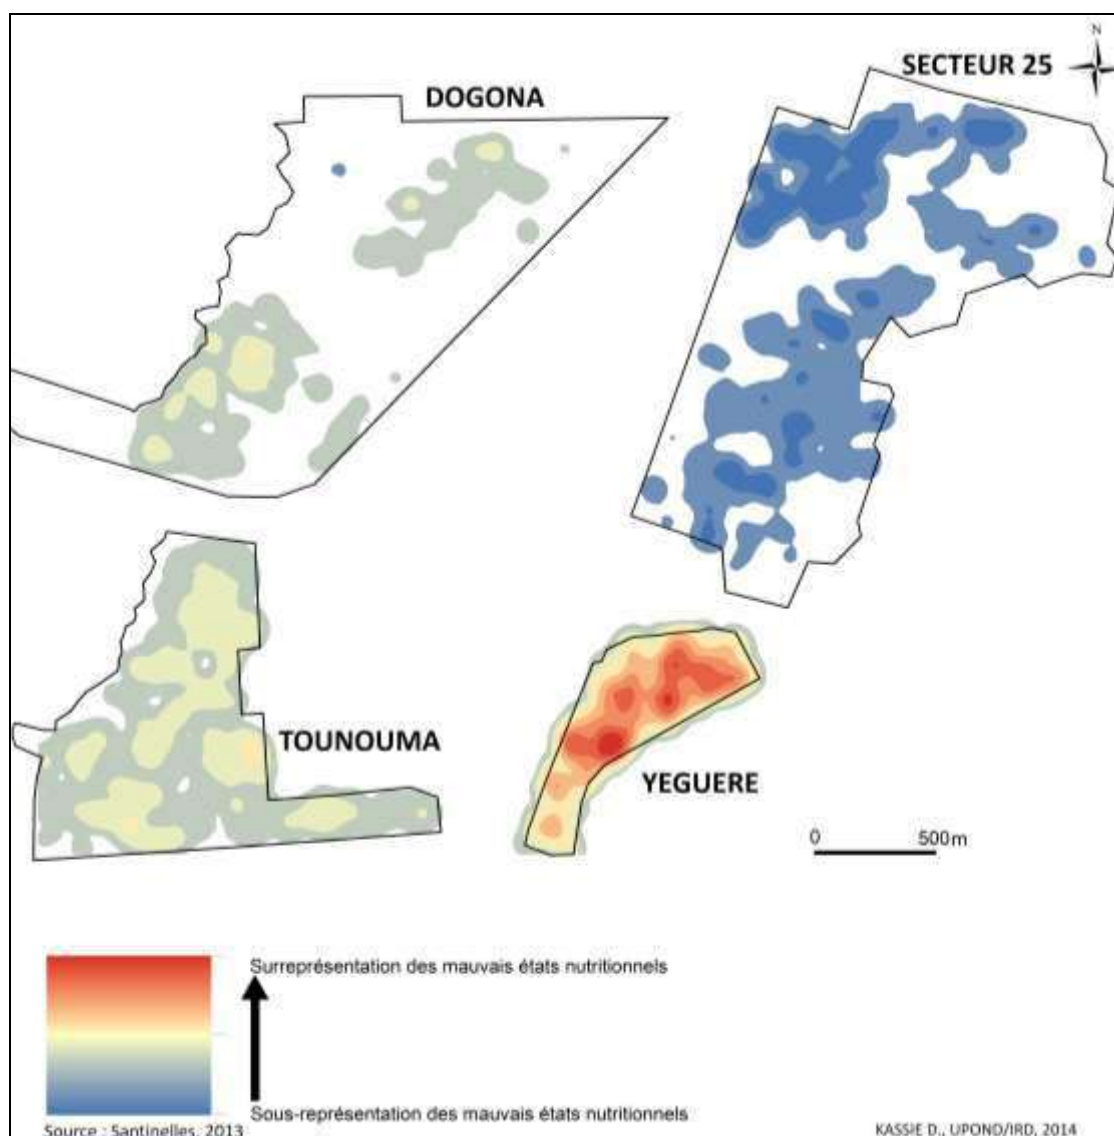 N
SECTEUR 25
DOGONA
TOUNOUMA
YEGUERE
0 500m
Surreprésentation des mauvais états nutritionnels
Sous-représentation des mauvais états nutritionnels
Source : Santinelles, 2013
KASSIE D., UPOND/IRD, 2014